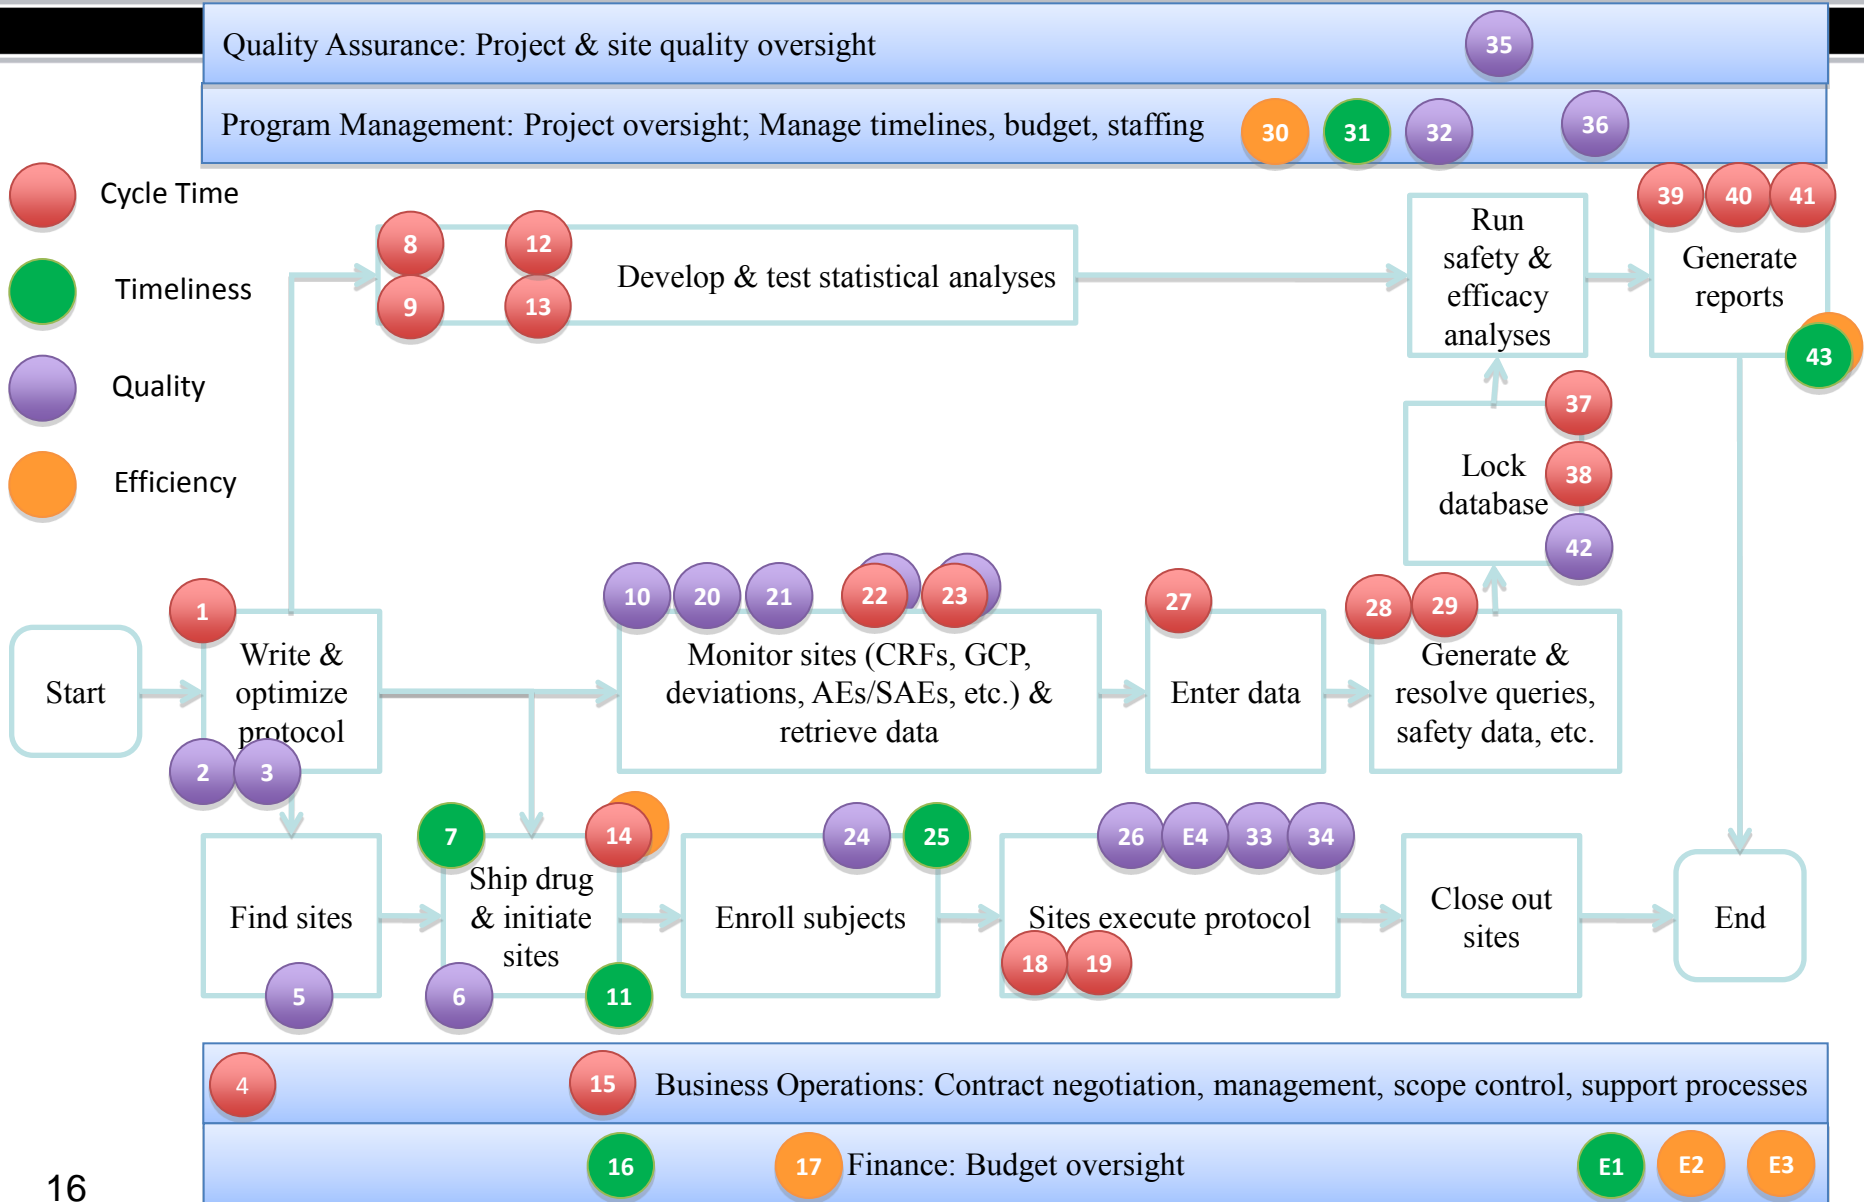 Quality Assurance: Project & site quality oversight
35
Program Management: Project oversight; Manage timelines, budget, staffing
30
31
32
36
Cycle Time
Timeliness
Quality
Efficiency
8
9
12
13
Develop & test statistical analyses
Run
safety &
efficacy
analyses
39
40
41
Generate
reports
43
37
38
42
Lock
database
Start
1
Write &
optimize
protocol
2
3
10
20
21
22
23
Monitor sites (CRFs, GCP,
deviations, AEs/SAEs, etc.) &
retrieve data
27
Enter data
28
29
Generate &
resolve queries,
safety data, etc.
Find sites
5
7
14
Ship drug
& initiate
sites
6
11
24
25
Enroll subjects
26
E4
33
34
Sites execute protocol
18
19
Close out
sites
End
4
15
Business Operations: Contract negotiation, management, scope control, support processes
16
17
Finance: Budget oversight
E1
E2
E3
16